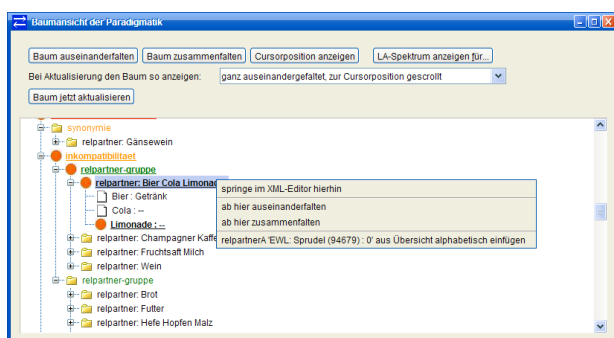 Baumansicht der Paradigmatik
Baum auseinanderfalten Baum zusammenfalten Cursorposition anzeigen LA-Spektrum anzeigen für...
Bei Aktualisierung den Baum so anzeigen: ganz auseinandergefaltet, zur Cursorposition gescrollt
Baum jetzt aktualisieren
synonymie
relpartner: Gänsewein
inkompatibilitaet
relpartner-gruppe
relpartner: Bier Cola Limonad
springe im XML-Editor hierhin
Bier : Getränk
ab hier auseinanderfalten
Cola : --
ab hier zusammenfalten
Limonade : --
relpartner: Champagner Kaffe
relpartnerA 'EWL: Sprudel (94679) : 0' aus Übersicht alphabetisch einfügen
relpartner: Fruchtsaft Milch
relpartner: Wein
relpartner-gruppe
relpartner: Brot
relpartner: Futter
relpartner: Hefe Hopfen Malz